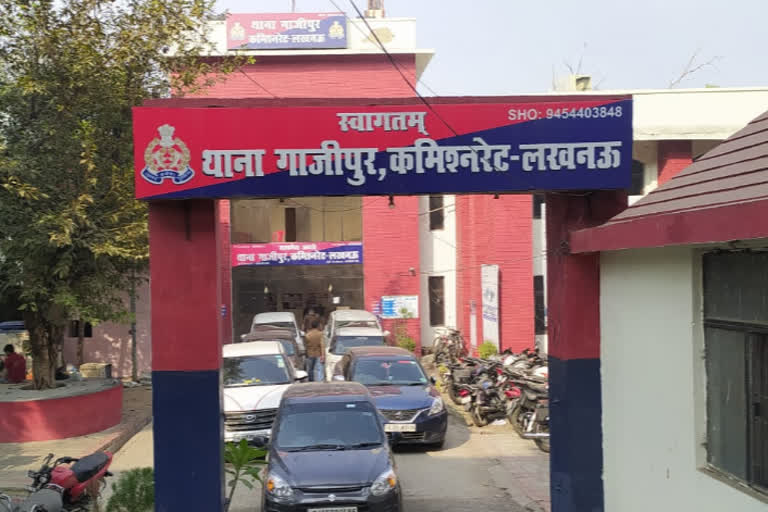 थाना गाजीपुर
कमिश्नरेट-लखनऊ
स्वागतम्
SHO: 9454403848
थाना गाजीपुर, कमिश्नरेट-लखनऊ
थाना गाजीपुर, कमिश्नरेट-लखनऊ